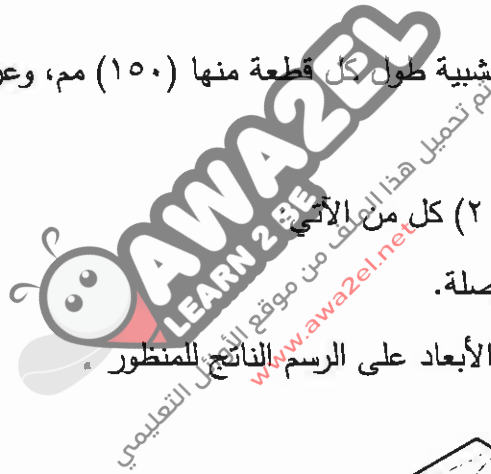 شبية طول كل قطعة منها (١٥٠) مم، وعر
٢) كل من الآتي:
صلة.
الأبعاد على الرسم الناتج للمنظور .
AWA2EL
LEARN 2 BE
تم تحميل هذا الملف من موقع الأوائل التعليمي
www.awa2el.net